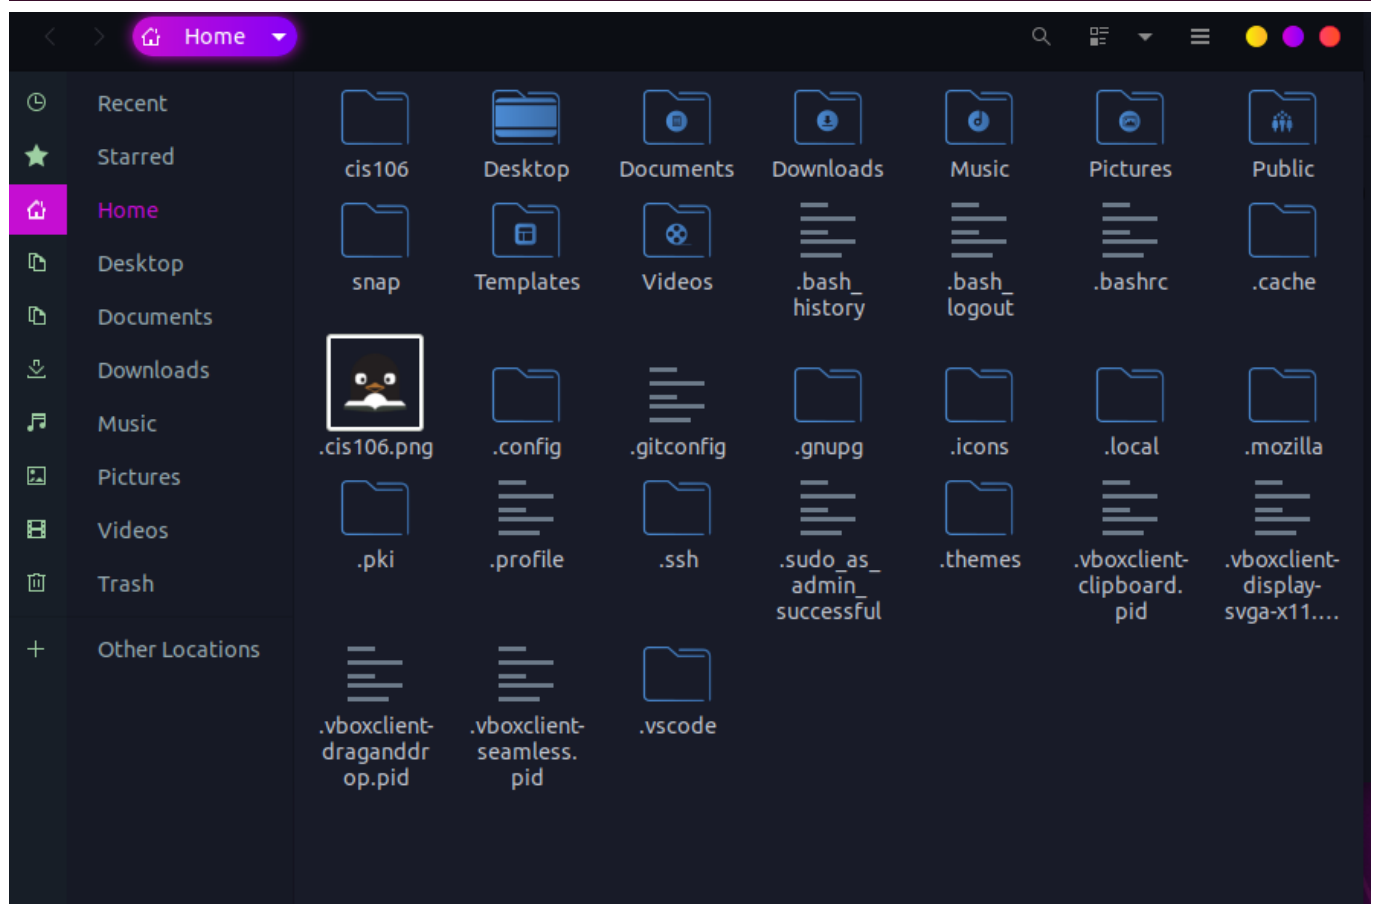 Home
Recent
Starred
Home
Desktop
Documents
Downloads
Music
Pictures
Videos
Trash
Other Locations
cis106
Desktop
Documents
Downloads
Music
Pictures
Public
snap
Templates
Videos
.bash_
history
.bash_
logout
.bashrc
.cache
.cis106.png
.config
.gitconfig
.gnupg
.icons
.local
.mozilla
.pki
.profile
.ssh
.sudo_as_
admin_
successful
.themes
.vboxclient-
clipboard.
pid
.vboxclient-
display-
svga-x11....
.vboxclient-
draganddr
op.pid
.vboxclient-
seamless.
pid
.vscode